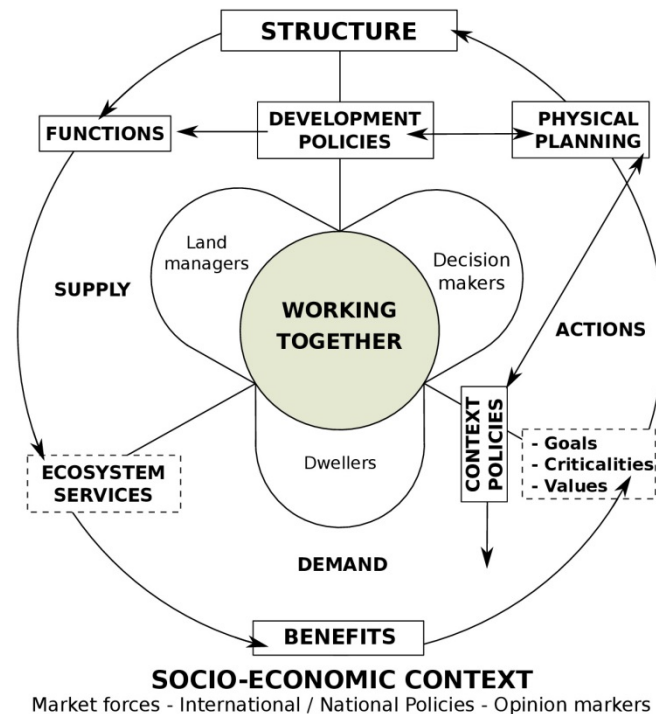 STRUCTURE
FUNCTIONS
DEVELOPMENT
POLICIES
PHYSICAL
PLANNING
Land
managers
Decision
makers
SUPPLY
WORKING
TOGETHER
ACTIONS
CONTEXT
POLICIES
- Goals
- Criticalities
- Values
Dwellers
ECOSYSTEM
SERVICES
DEMAND
BENEFITS
SOCIO-ECONOMIC CONTEXT
Market forces - International / National Policies - Opinion markers